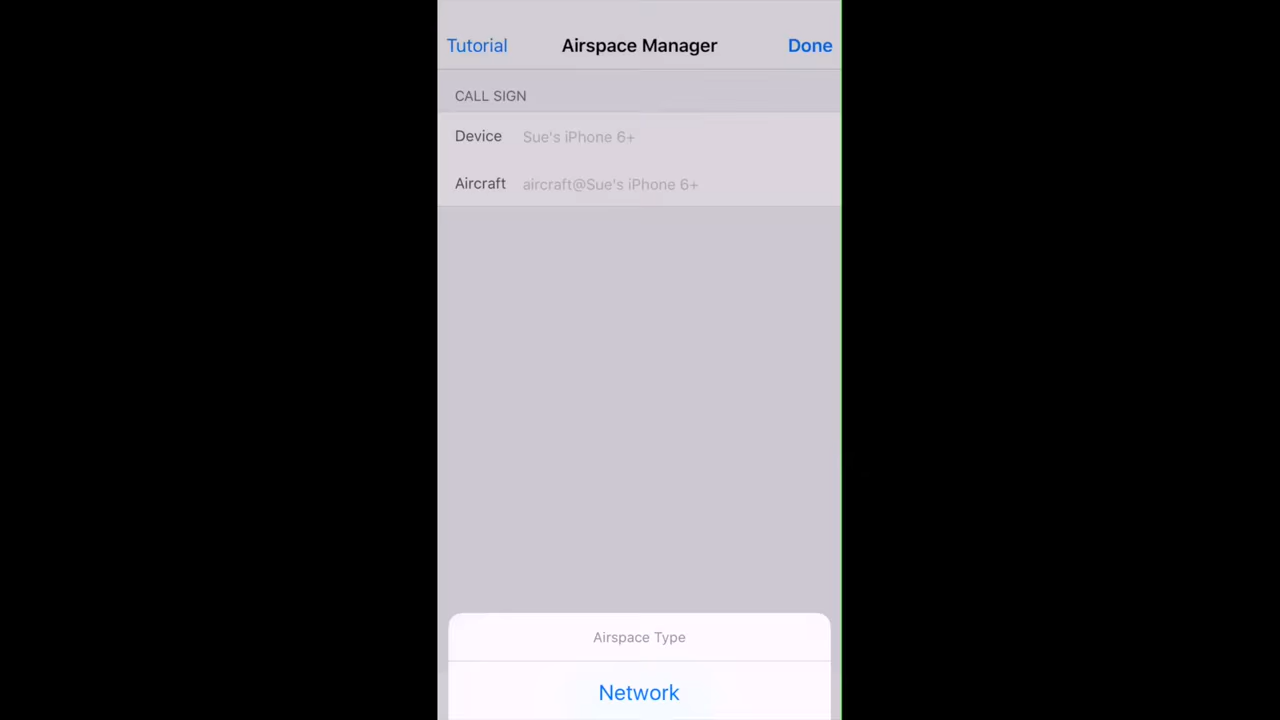 Tutorial Airspace Manager Done
CALL SIGN
Device Sue's iPhone 6+
Aircraft aircraft@Sue's iPhone 6+
Airspace Type
Network